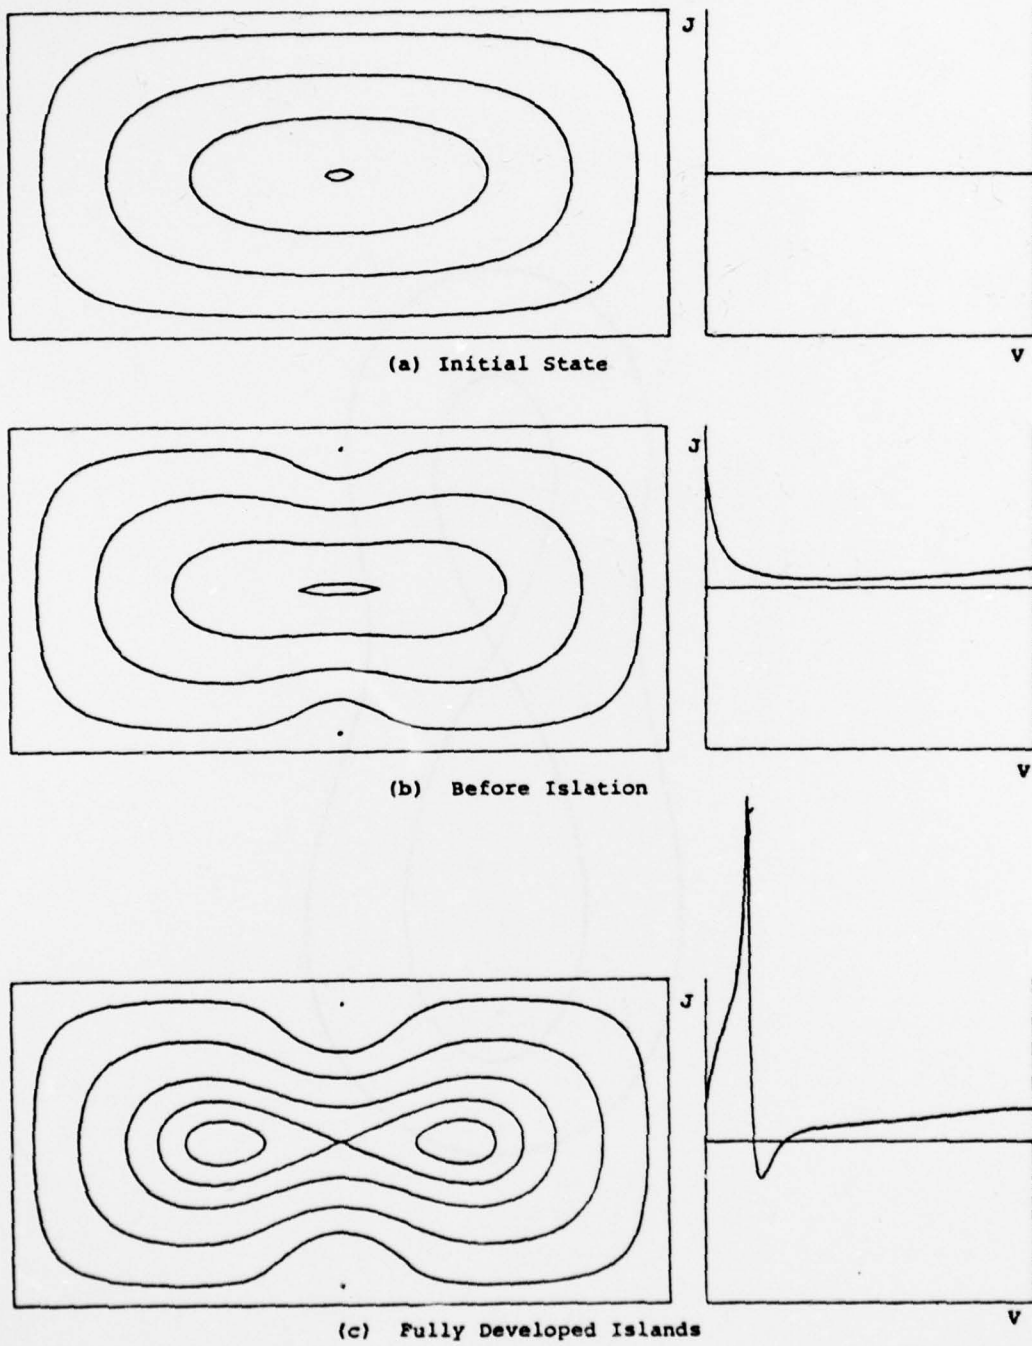 J
V
(a) Initial State
J
V
(b) Before Islation
J
V
(c) Fully Developed Islands